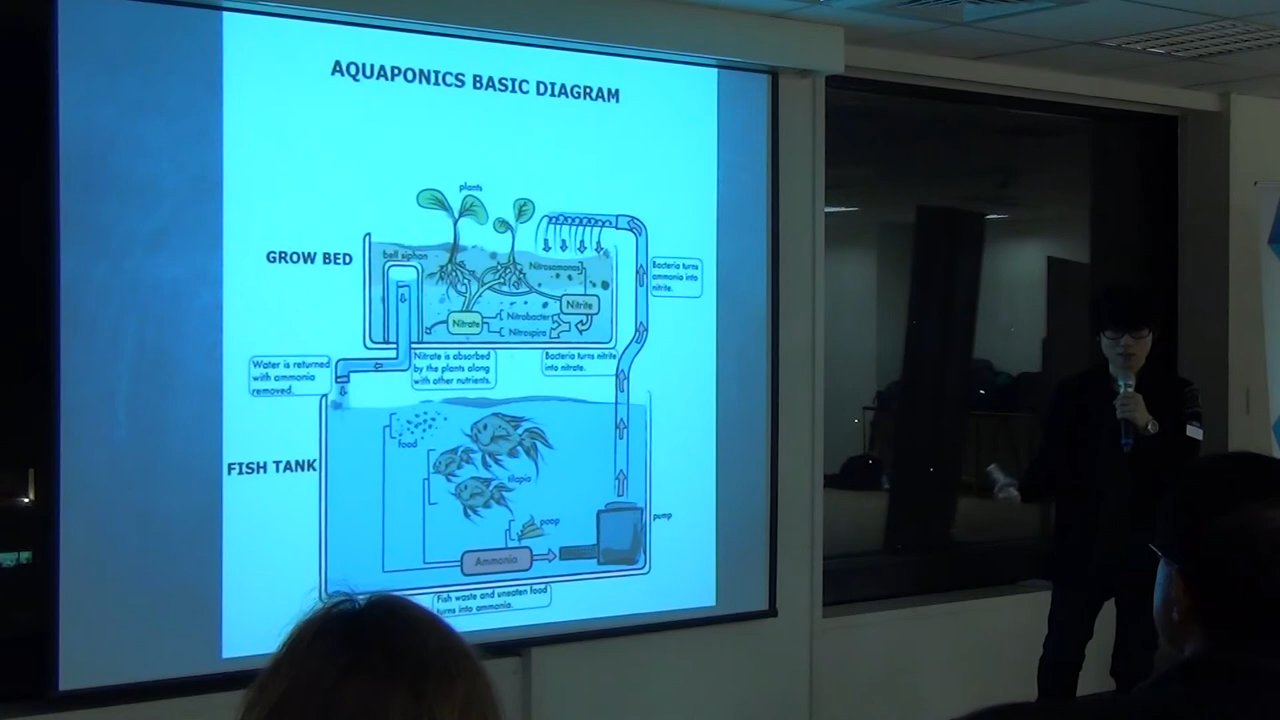 AQUAPONICS BASIC DIAGRAM
plants
GROW BED
bell siphon
Nitrosomonas
Bacteria turns
ammonia into
nitrite.
Nitrite
Nitrate
Nitrobacter
Nitrospira
Water is returned
with ammonia
removed.
Nitrate is absorbed
by the plants along
with other nutrients.
Bacteria turns nitrite
into nitrate.
food
FISH TANK
tilapia
poop
pump
Ammonia
Fish waste and uneaten food
turns into ammonia.